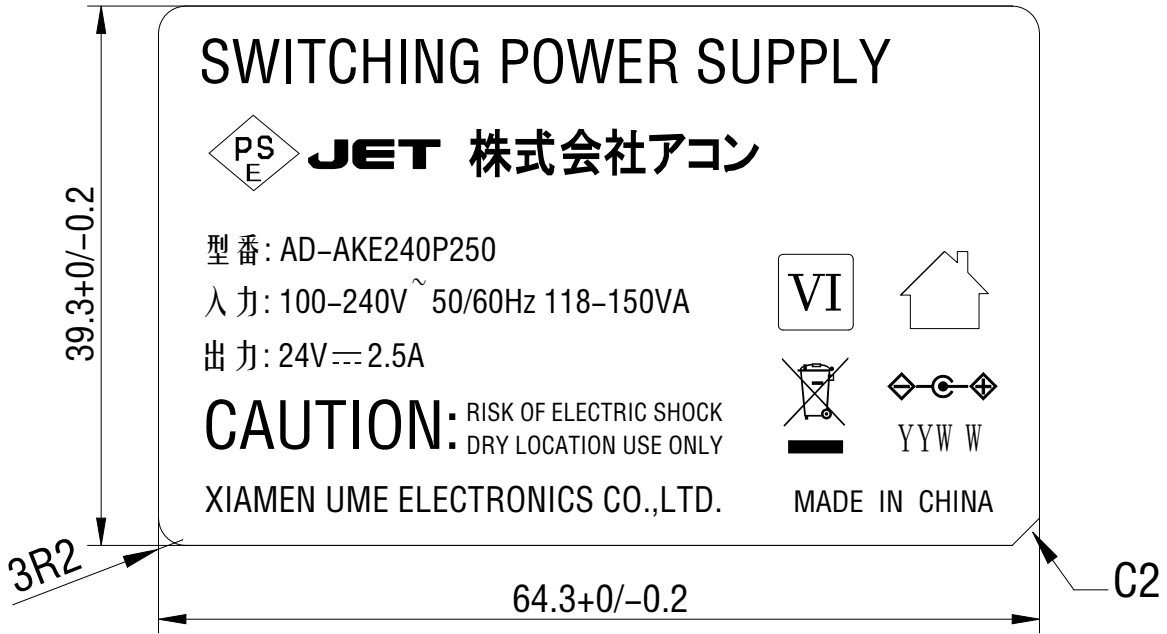 SWITCHING POWER SUPPLY
PS
E
JET 株式会社アコン
型番: AD-AKE240P250
入力: 100-240V~50/60Hz 118-150VA
出力: 24V⎓2.5A
VI
CAUTION: RISK OF ELECTRIC SHOCK
DRY LOCATION USE ONLY
YYW W
XIAMEN UME ELECTRONICS CO.,LTD. MADE IN CHINA
39.3+0/-0.2
3R2
64.3+0/-0.2
C2